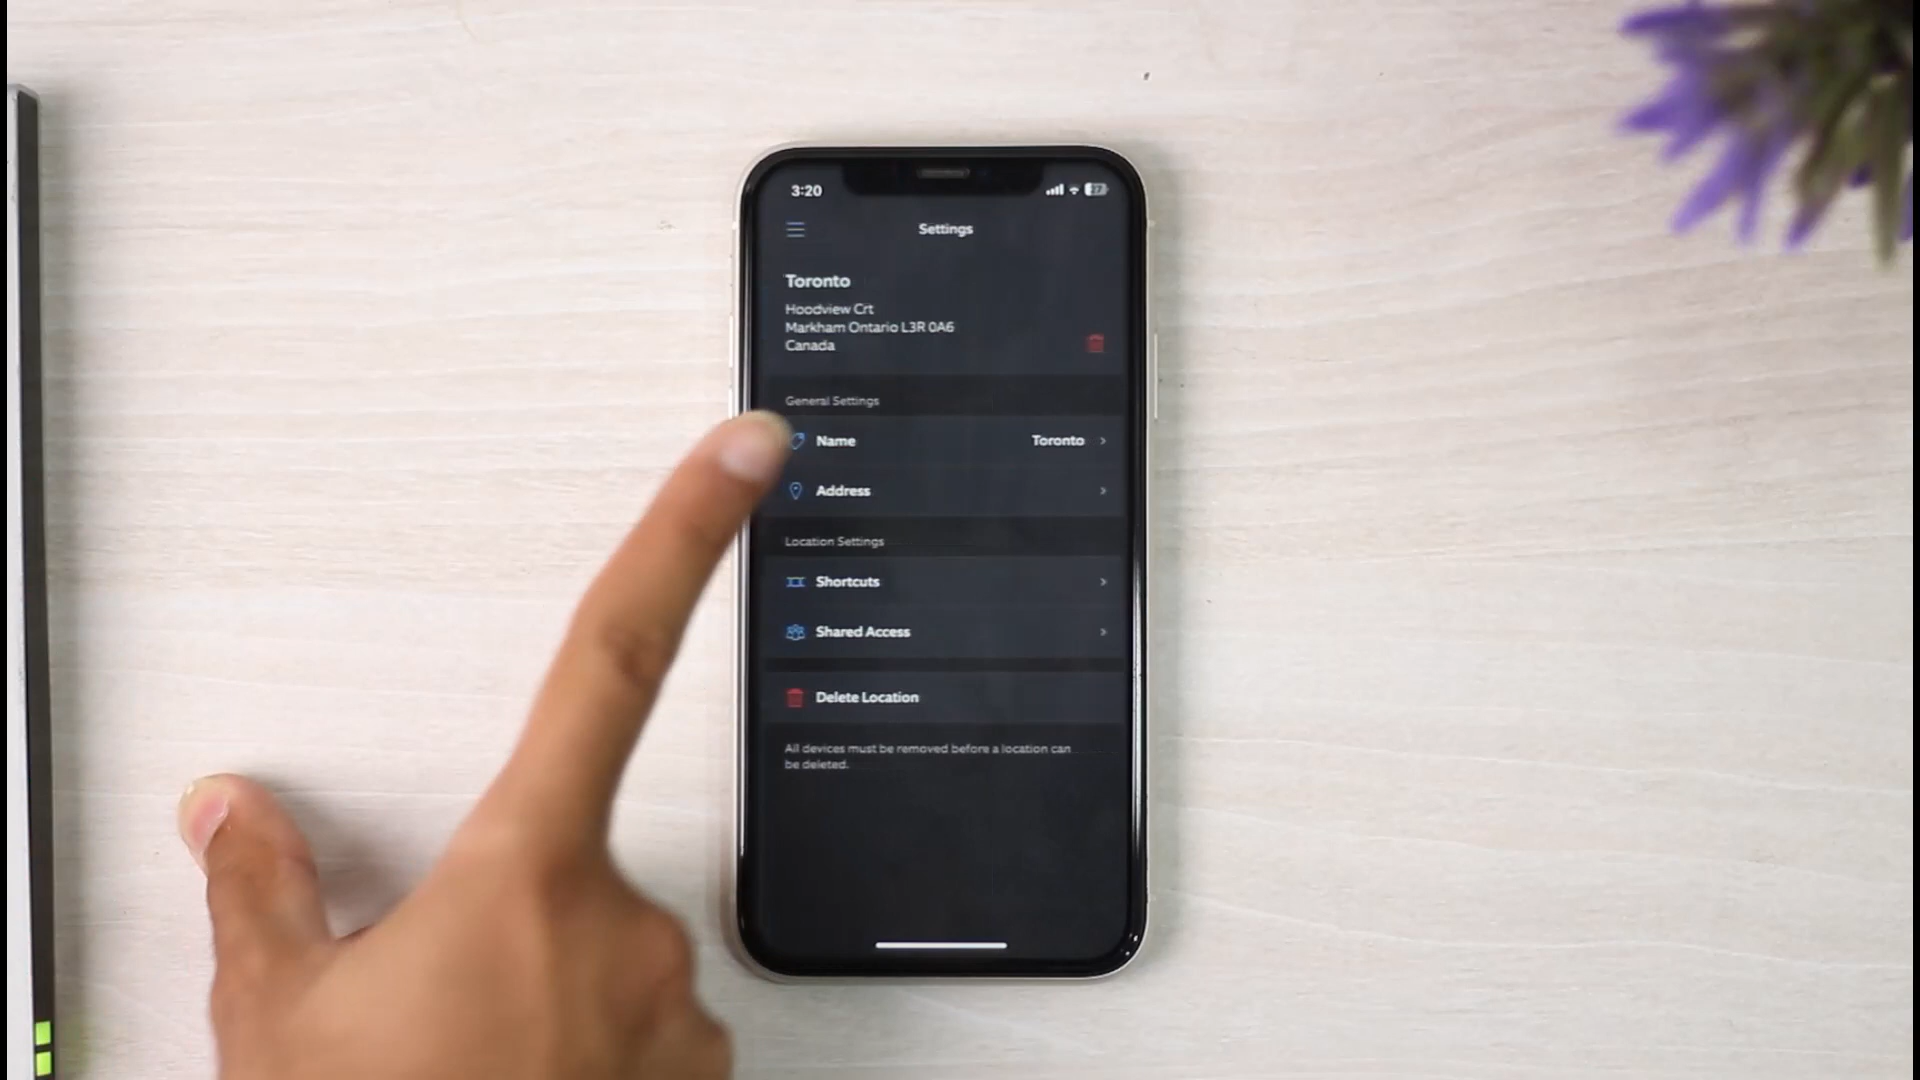 3:20
27
Settings
Toronto
Hoodview Crt
Markham Ontario L3R 0A6
Canada
General Settings
Name Toronto
Address
Location Settings
Shortcuts
Shared Access
Delete Location
All devices must be removed before a location can
be deleted.